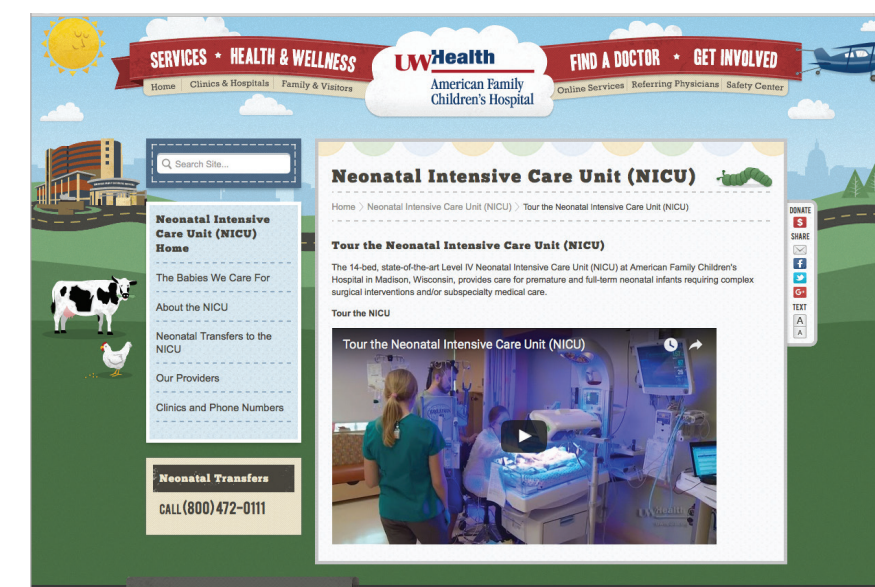 SERVICES * HEALTH & WELLNESS
Home Clinics & Hospitals Family & Visitors
UWHealth
American Family
Children's Hospital
FIND A DOCTOR * GET INVOLVED
Online Services Referring Physicians Safety Center
Search Site...
Neonatal Intensive
Care Unit (NICU)
Home
The Babies We Care For
About the NICU
Neonatal Transfers to the
NICU
Our Providers
Clinics and Phone Numbers
Neonatal Transfers
CALL (800) 472-0111
Neonatal Intensive Care Unit (NICU)
Home > Neonatal Intensive Care Unit (NICU) > Tour the Neonatal Intensive Care Unit (NICU)
Tour the Neonatal Intensive Care Unit (NICU)
The 14-bed, state-of-the-art Level IV Neonatal Intensive Care Unit (NICU) at American Family Children's
Hospital in Madison, Wisconsin, provides care for premature and full-term neonatal infants requiring complex
surgical interventions and/or subspecialty medical care.
Tour the NICU
Tour the Neonatal Intensive Care Unit (NICU)
UWHealth
DONATE
$
SHARE
f
G+
TEXT
A
A